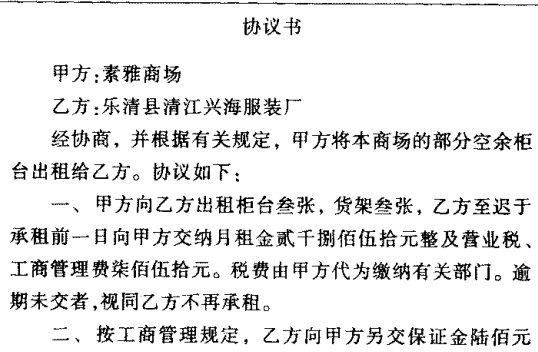 协议书
甲方:素雅商场
乙方:乐清县清江兴海服装厂
经协商，并根据有关规定，甲方将本商场的部分空余柜
台出租给乙方。协议如下:
一、甲方向乙方出租柜台叁张，货架叁张，乙方至迟于
承租前一日向甲方交纳月租金贰千捌佰伍拾元整及营业税、
工商管理费柒佰伍拾元。税费由甲方代为缴纳有关部门。逾
期未交者,视同乙方不再承租。
二、按工商管理规定，乙方向甲方另交保证金陆佰元